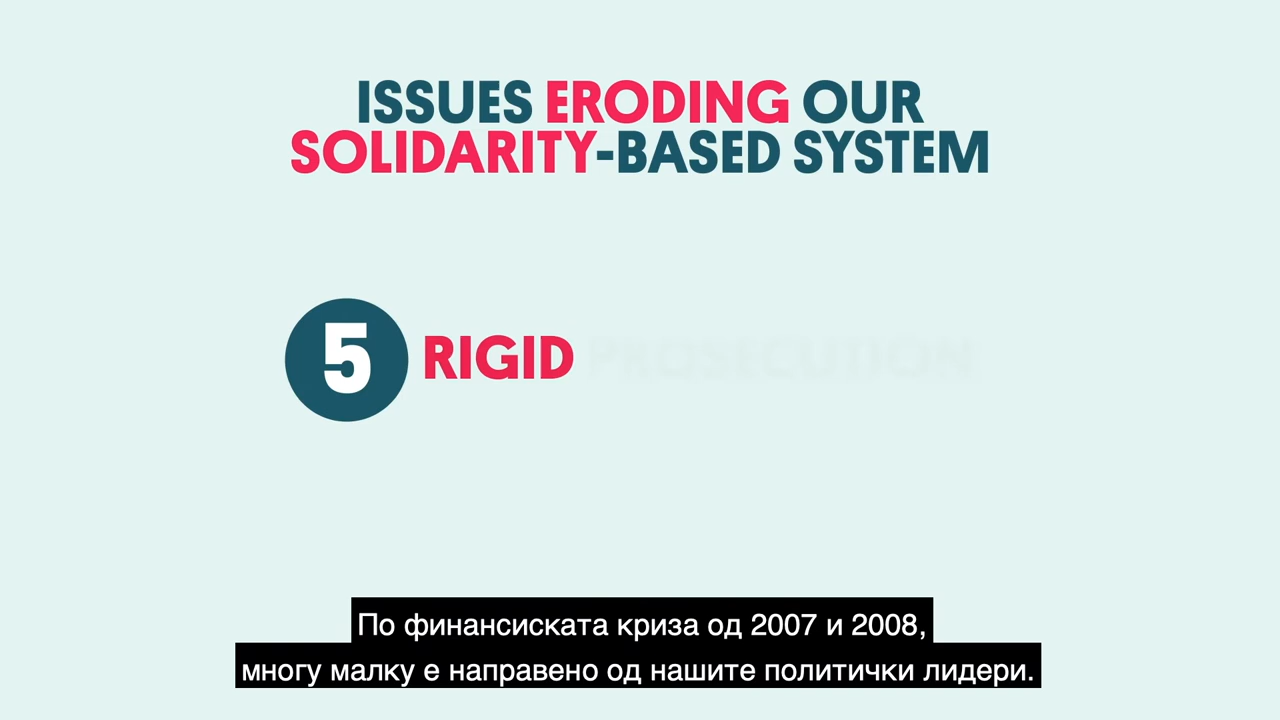 ISSUES ERODING OUR
SOLIDARITY-BASED SYSTEM
5 RIGID PROSECUTION
По финансиската криза од 2007 и 2008,
многу малку е направено од нашите политички лидери.